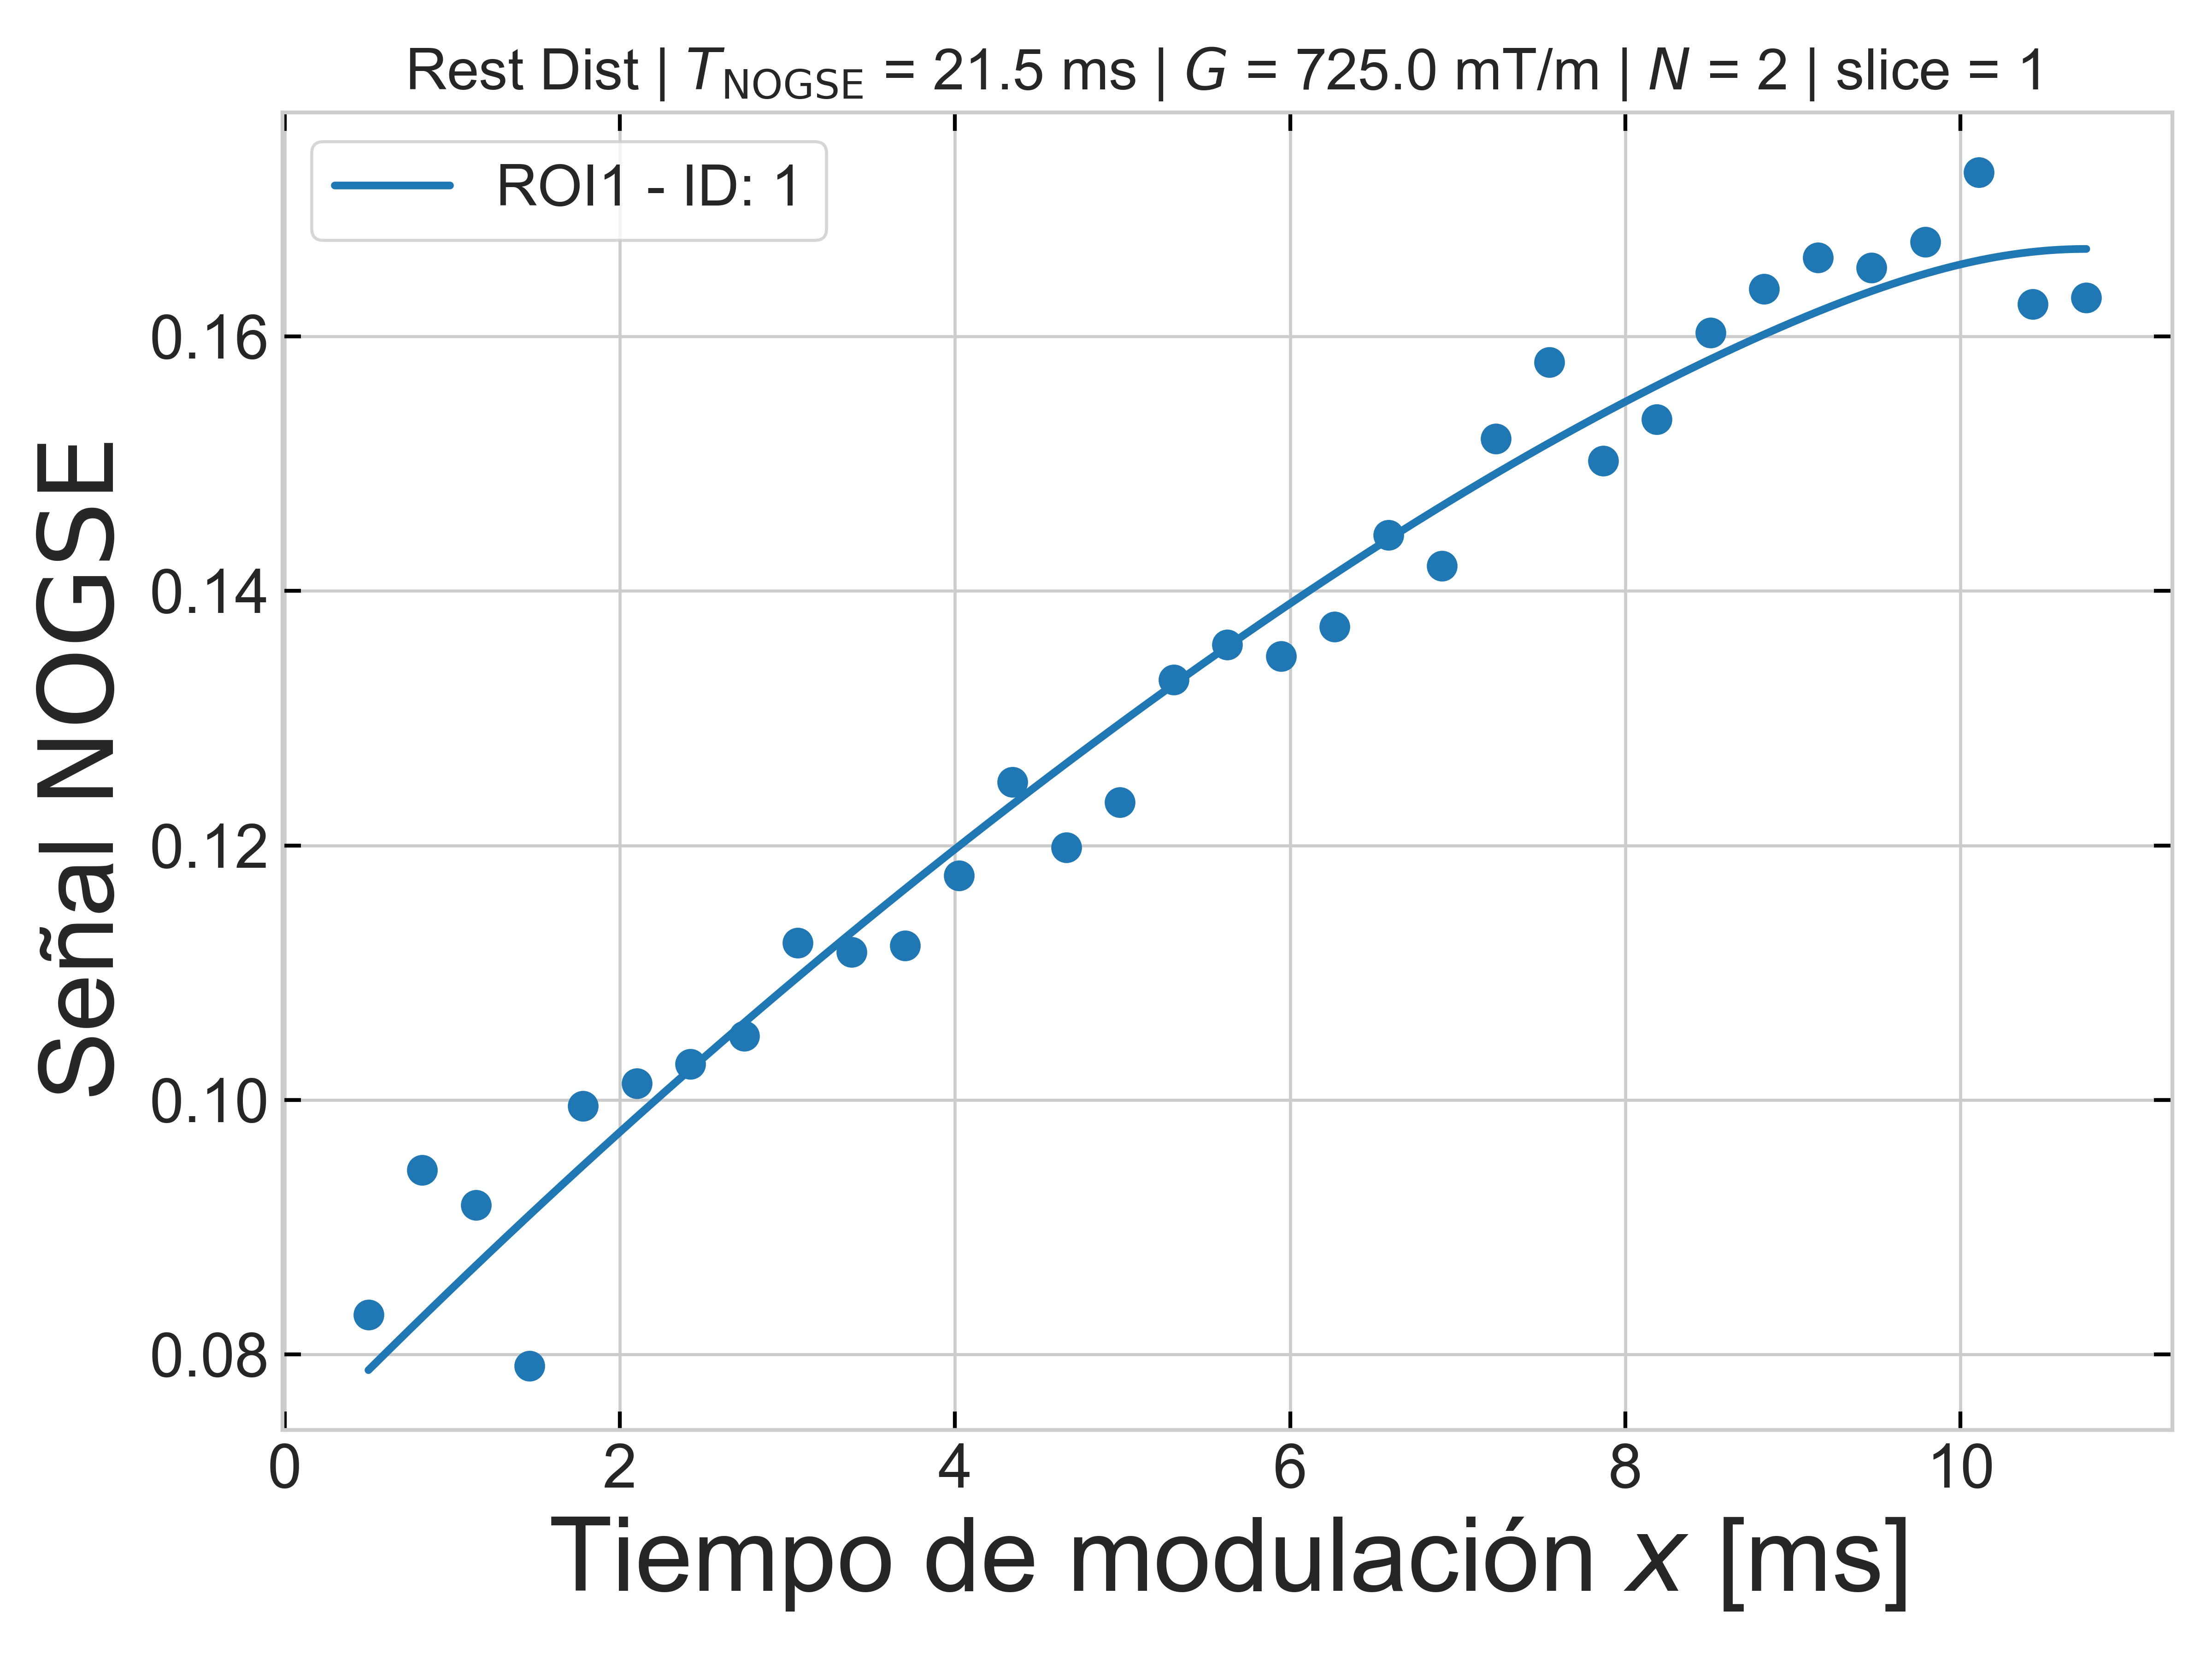 Rest Dist | T_NOGSE = 21.5 ms | G = 725.0 mT/m | N = 2 | slice = 1
ROI1 - ID: 1
Señal NOGSE
0.16
0.14
0.12
0.10
0.08
0 2 4 6 8 10
Tiempo de modulación x [ms]